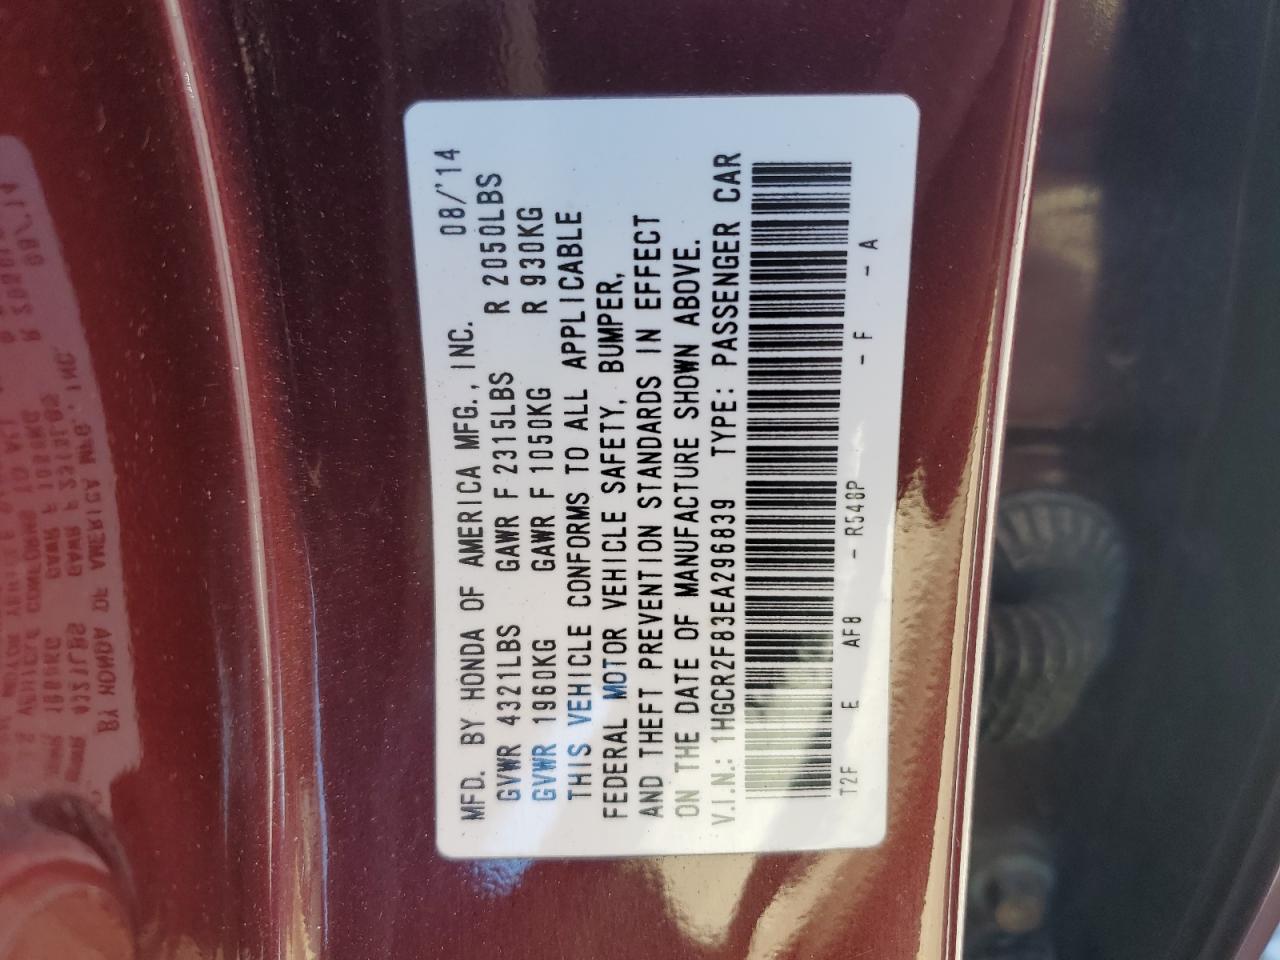 MFD. BY HONDA OF AMERICA MFG., INC. 08/'14
GVWR 4321LBS GAWR F 2315LBS R 2050LBS
GVWR 1960KG GAWR F 1050KG R 930KG
THIS VEHICLE CONFORMS TO ALL APPLICABLE
FEDERAL MOTOR VEHICLE SAFETY, BUMPER,
AND THEFT PREVENTION STANDARDS IN EFFECT
ON THE DATE OF MANUFACTURE SHOWN ABOVE.
V.I.N.: 1HGCR2F83EA296839 TYPE: PASSENGER CAR
T2F E AF8 - R548P - F - A